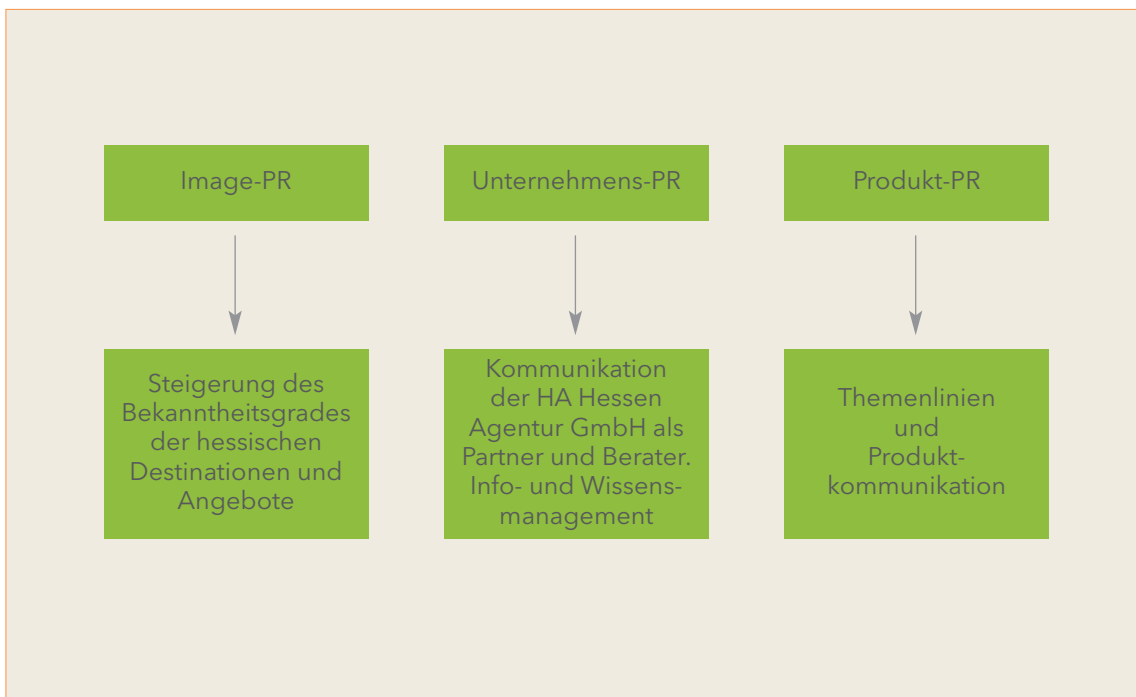 Image-PR
Unternehmens-PR
Produkt-PR
Steigerung des
Bekanntheitsgrades
der hessischen
Destinationen und
Angebote
Kommunikation
der HA Hessen
Agentur GmbH als
Partner und Berater.
Info- und Wissens-
management
Themenlinien
und
Produkt-
kommunikation